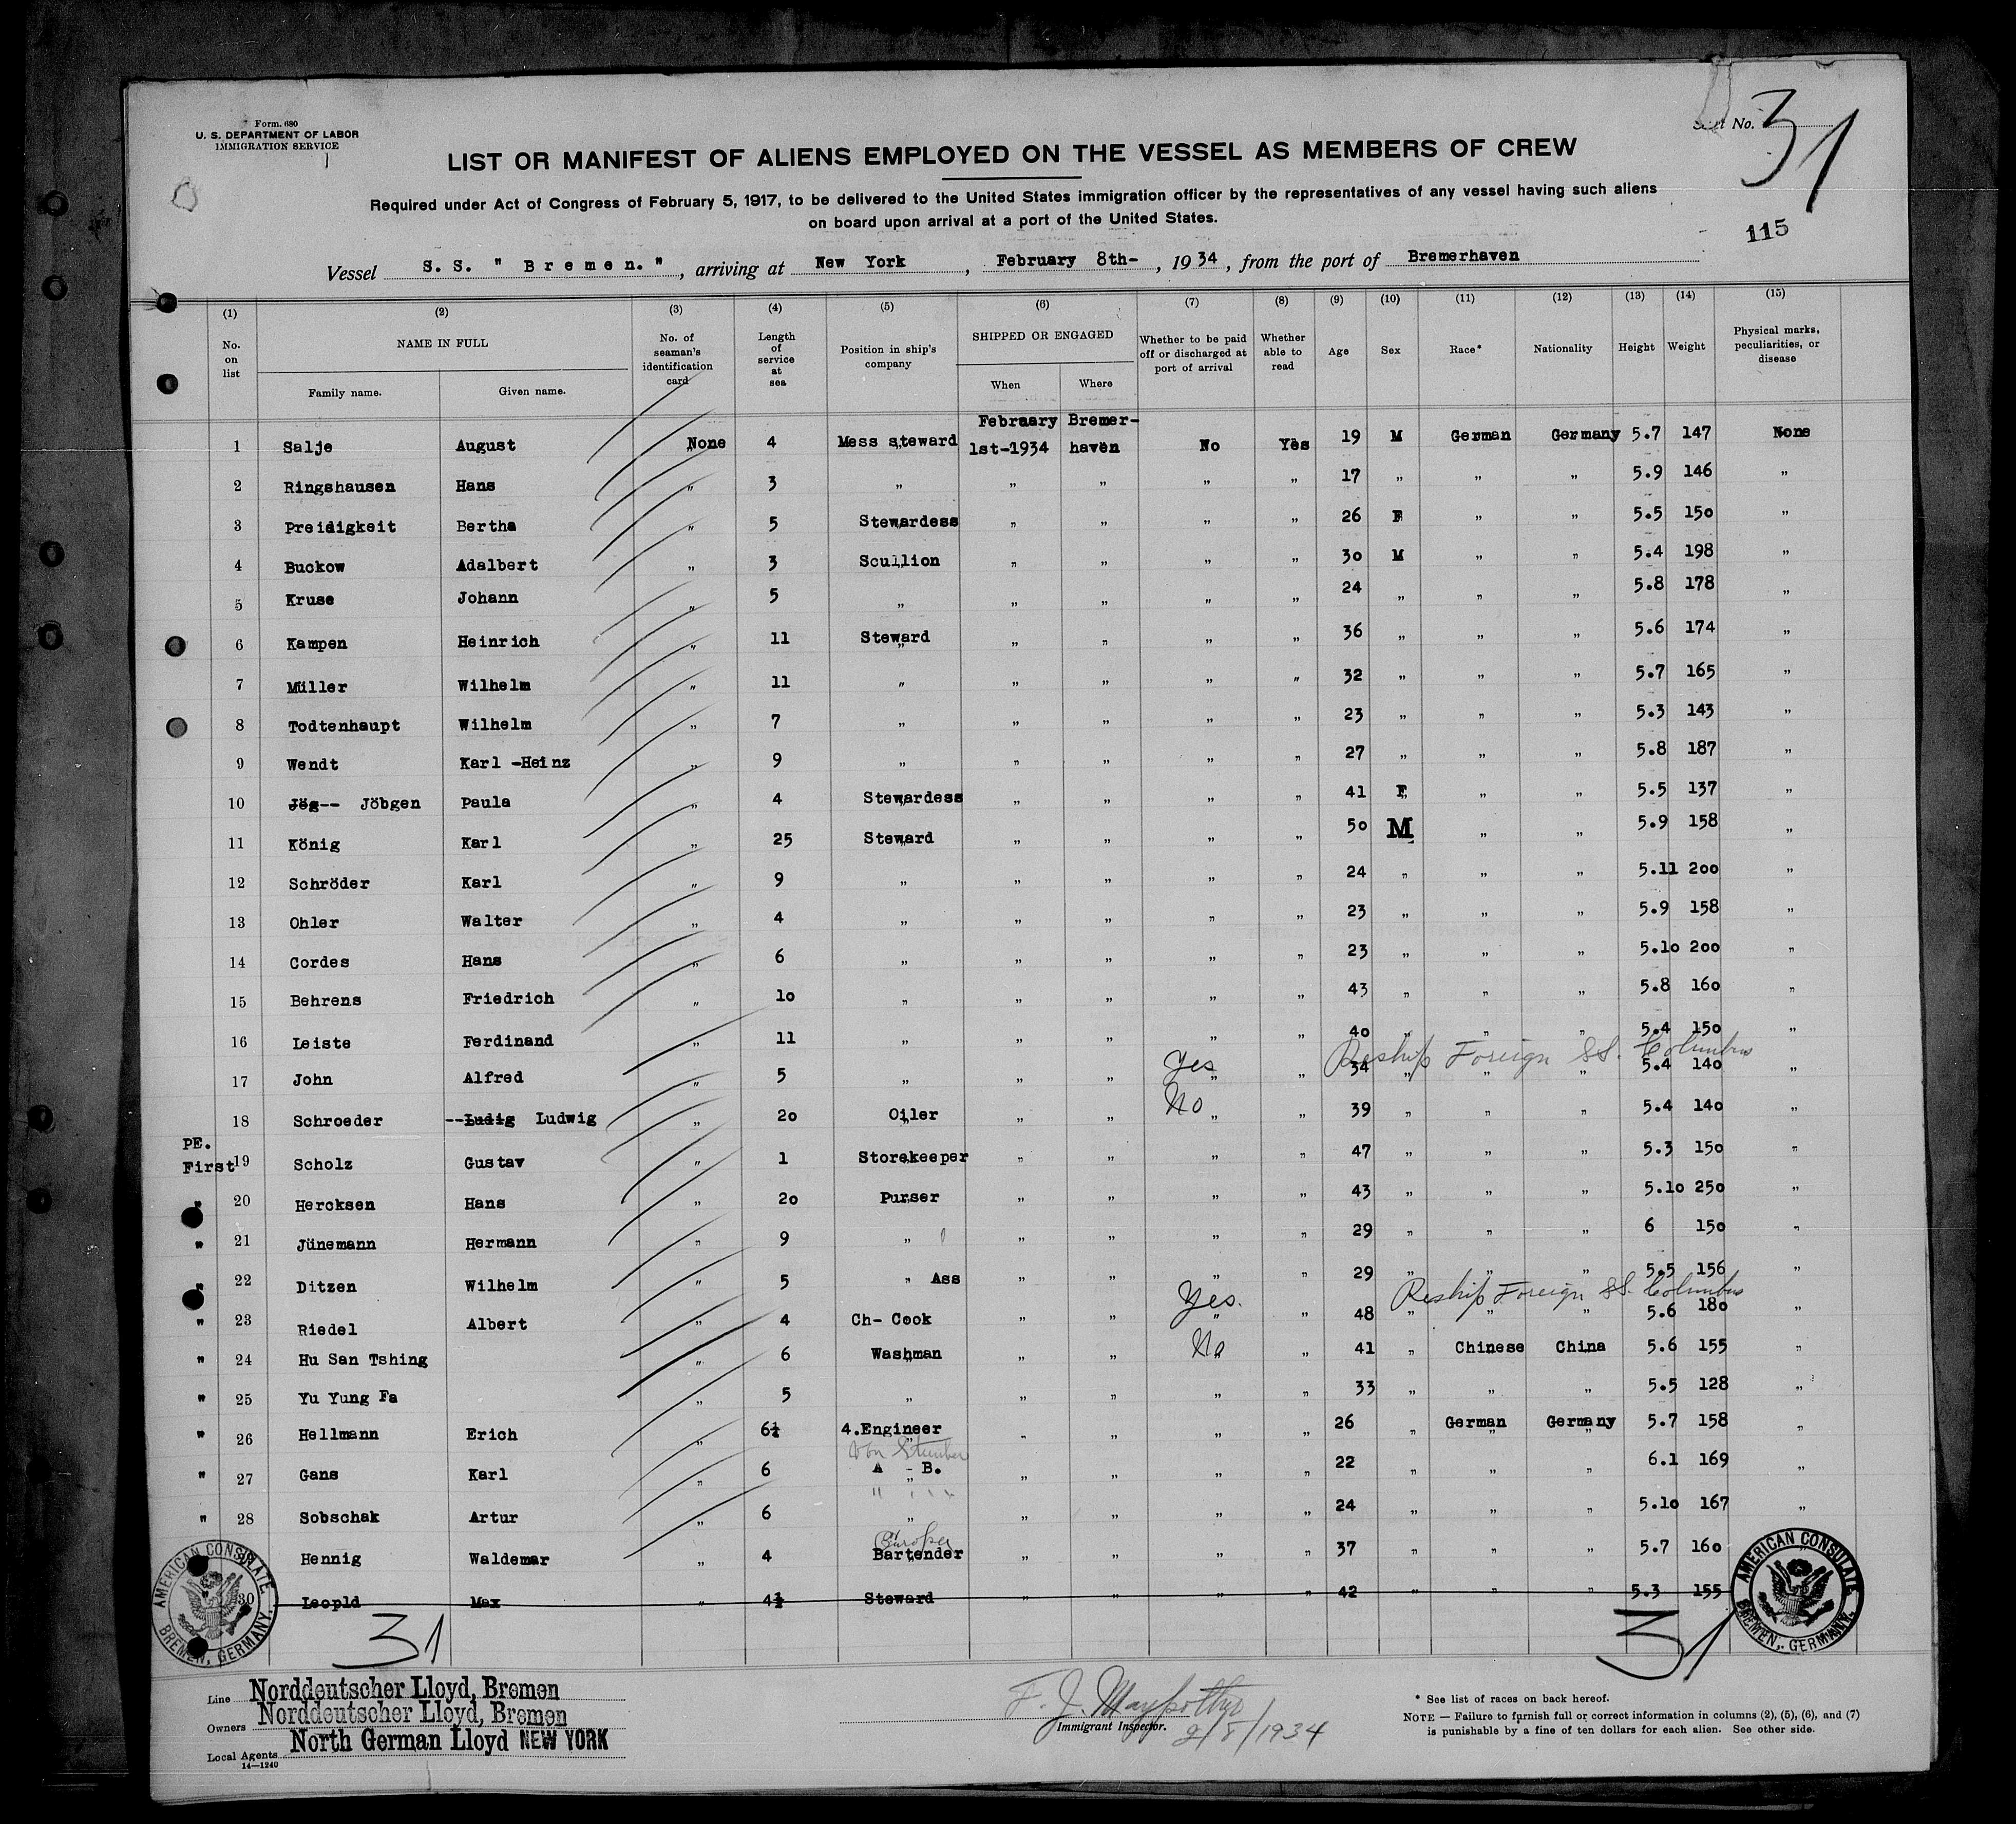 Form. 680
U. S. DEPARTMENT OF LABOR
IMMIGRATION SERVICE
Sheet No. 31
LIST OR MANIFEST OF ALIENS EMPLOYED ON THE VESSEL AS MEMBERS OF CREW
Required under Act of Congress of February 5, 1917, to be delivered to the United States immigration officer by the representatives of any vessel having such aliens
on board upon arrival at a port of the United States.
115
Vessel S. S. " Bremen. ", arriving at New York, February 8th-, 1934, from the port of Bremerhaven
(1) (2) (3) (4) (5) (6) (7) (8) (9) (10) (11) (12) (13) (14) (15)
No. on list NAME IN FULL Family name. Given name. No. of seaman's identification card Length of service at sea Position in ship's company SHIPPED OR ENGAGED When Where Whether to be paid off or discharged at port of arrival Whether able to read Age Sex Race* Nationality Height Weight Physical marks, peculiarities, or disease
1 Salje August None 4 Mess steward February 1st-1934 Bremer-haven No Yes 19 M German Germany 5.7 147 None
2 Ringshausen Hans " 3 " " " " " 17 " " " 5.9 146 "
3 Preidigkeit Bertha " 5 Stewardess " " " " 26 F " " 5.5 150 "
4 Buckow Adalbert " 3 Scullion " " " " 30 M " " 5.4 198 "
5 Kruse Johann " 5 " " " " " 24 " " " 5.8 178 "
6 Kampen Heinrich " 11 Steward " " " " 36 " " " 5.6 174 "
7 Müller Wilhelm " 11 " " " " " 32 " " " 5.7 165 "
8 Todtenhaupt Wilhelm " 7 " " " " " 23 " " " 5.3 143 "
9 Wendt Karl -Heinz " 9 " " " " " 27 " " " 5.8 187 "
10 Jög-- Jöbgen Paula " 4 Stewardess " " " " 41 F " " 5.5 137 "
11 König Karl " 25 Steward " " " " 50 M " " 5.9 158 "
12 Schröder Karl " 9 " " " " " 24 " " " 5.11 200 "
13 Ohler Walter " 4 " " " " " 23 " " " 5.9 158 "
14 Cordes Hans " 6 " " " " " 23 " " " 5.10 200 "
15 Behrens Friedrich " 10 " " " " " 43 " " " 5.8 160 "
16 Leiste Ferdinand " 11 " " " " " 40 " " " 5.4 150 "
Yes Reship Foreign SS. Columbus
17 John Alfred " 5 " " " " " 34 " " " 5.4 140 "
No
18 Schroeder --Ludig Ludwig " 20 Oiler " " " " 39 " " " 5.4 140 "
PE.
First 19 Scholz Gustav " 1 Storekeeper " " " " 47 " " " 5.3 150 "
" 20 Hercksen Hans " 20 Purser " " " " 43 " " " 5.10 250 "
" 21 Jünemann Hermann " 9 " " " " " 29 " " " 6 150 "
" 22 Ditzen Wilhelm " 5 " Ass " " " " 29 " " " 5.5 156 "
Yes. Reship Foreign SS. Columbus
" 23 Riedel Albert " 4 Ch- Cook " " " " 48 " " " 5.6 180 "
" 24 Hu San Tshing " 6 Washman " " No " 41 " Chinese China 5.6 155 "
" 25 Yu Yung Fa " 5 " " " " " 33 " " " 5.5 128 "
" 26 Hellmann Erich " 6½ 4.Engineer " " " " 26 " German Germany 5.7 158 "
" 27 Gans Karl " 6 A - B. " " " " 22 " " " 6.1 169 "
" 28 Sobschak Artur " 6 " " " " " 24 " " " 5.10 167 "
Hennig Waldemar " 4 Bartender " " " " 37 " " " 5.7 160 "
30 Leopld Max " 4½ Steward " " " " 42 " " " 5.3 155
AMERICAN CONSULATE BREMEN, GERMANY.
AMERICAN CONSULATE BREMEN, GERMANY.
31 31
Line Norddeutscher Lloyd, Bremen
Owners Norddeutscher Lloyd, Bremen
Local Agents North German Lloyd NEW YORK
14—1240
F. J.
Immigrant Inspector.
2/8/1934
* See list of races on back hereof.
NOTE — Failure to furnish full or correct information in columns (2), (5), (6), and (7)
is punishable by a fine of ten dollars for each alien. See other side.